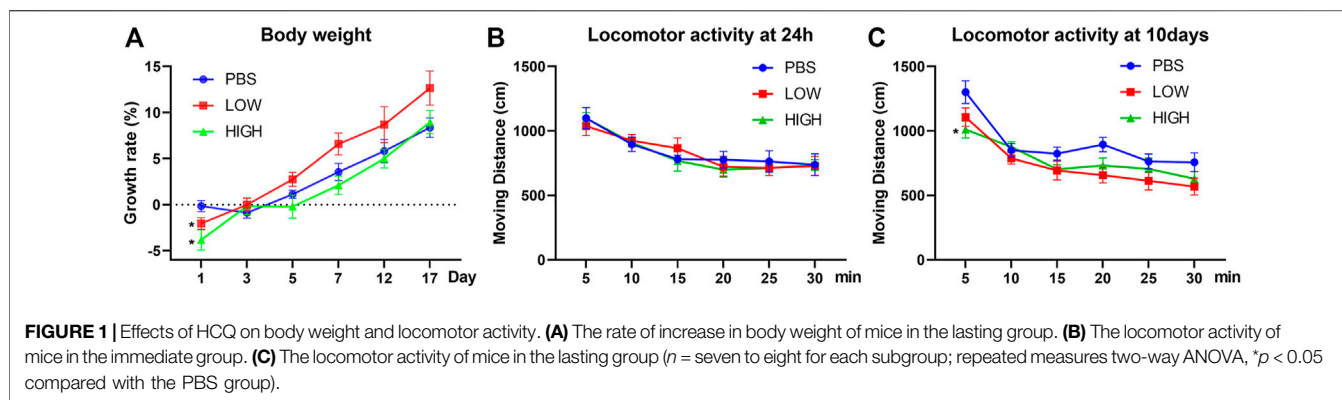 A Body weight
15
10
5
0
-5
Growth rate (%)
PBS
LOW
HIGH
*
*
1 3 5 7 12 17 Day
B Locomotor activity at 24h
1500
1000
500
0
Moving Distance (cm)
PBS
LOW
HIGH
5 10 15 20 25 30 min
C Locomotor activity at 10days
1500
1000
500
0
Moving Distance (cm)
PBS
LOW
HIGH
*
5 10 15 20 25 30 min
FIGURE 1 | Effects of HCQ on body weight and locomotor activity. (A) The rate of increase in body weight of mice in the lasting group. (B) The locomotor activity of
mice in the immediate group. (C) The locomotor activity of mice in the lasting group (n = seven to eight for each subgroup; repeated measures two-way ANOVA, *p < 0.05
compared with the PBS group).